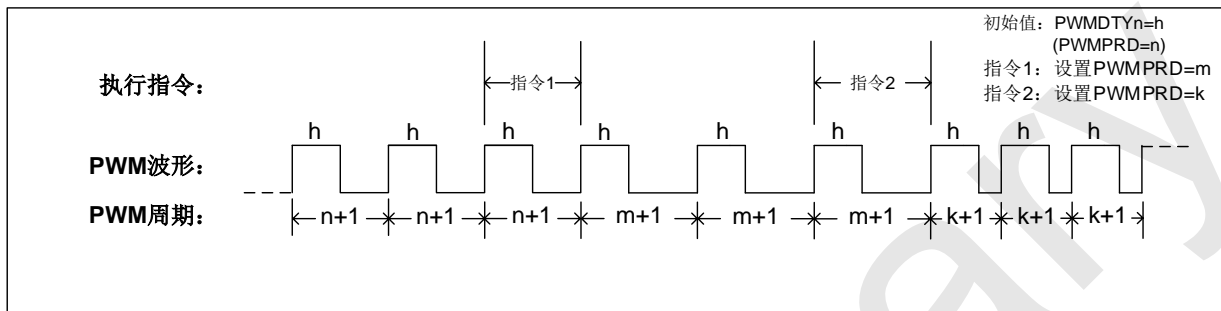 初始值：PWMDTYn=h
(PWMPRD=n)
执行指令： 指令1 指令2
指令1：设置PWMPRD=m
指令2：设置PWMPRD=k
h h h h h h h h h
PWM波形：
PWM周期： n+1 n+1 n+1 m+1 m+1 m+1 k+1 k+1 k+1